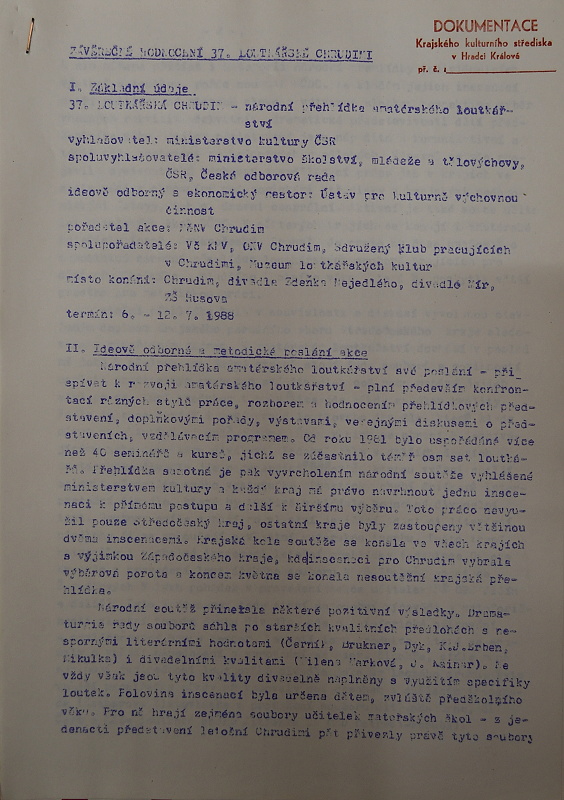 DOKUMENTACE
Krajského kulturního střediska
v Hradci Králové
př. č.
ZÁVĚREČNÉ HODNOCENÍ 37. LOUTKÁŘSKÉ CHRUDIMI
I. Základní údaje
37. LOUTKÁŘSKÁ CHRUDIM - národní přehlídka amatérského loutkář-
ství
vyhlašovatel: ministerstvo kultury ČSR
spoluvyhlašovatelé: ministerstvo školství, mládeže a tělovýchovy,
ČSR, Česká odborová rada
ideově odborný a ekonomický gestor: Ústav pro kulturně výchovnou
činnost
pořadatel akce: MěNV Chrudim
spolupořadatelé: Vč KNV, ONV Chrudim, Sdružený klub pracujících
v Chrudimi, Muzeum loutkářských kultur
místo konání: Chrudim, divadla Zdeňka Nejedlého, divadlo Mír,
ZŠ Husova
termín: 6. - 12. 7. 1988
II. Ideově odborné a metodické poslání akce
Národní přehlídka amatérského loutkářství své poslání - při
spívat k rozvoji amatérského loutkářství - plní především konfron-
tací různých stylů práce, rozborem a hodnocením přehlídkových před-
stavení, doplňkovými pořady, výstavami, veřejnými diskusemi o před-
staveních, vzdělávacím programem. Od roku 1981 bylo uspořádáno více
než 40 seminářů a kursů, jichž se zúčastnilo téměř osm set loutká-
řů. Přehlídka samotná je pak vyvrcholením národní soutěže vyhlášené
ministerstvem kultury a každý kraj má právo navrhnout jednu insce-
naci k přímému postupu a další k širšímu výběru. Toto právo nevyu-
žil pouze Středočeský kraj, ostatní kraje byly zastoupeny většinou
dvěma inscenacemi. Krajská kola soutěže se konala ve všech krajích
s výjimkou Západočeského kraje, kde inscenaci pro Chrudim vybrala
výběrová porota a koncem května se konala nesoutěžní krajská pře-
hlídka.
Národní soutěž přinesla některé pozitivní výsledky. Drama-
turgie řady souborů sáhla po starších kvalitních předlohách s ne-
spornými literárními hodnotami (Černík, Brukner, Dyk, K.J.Erben,
Mikulka) i divadelními kvalitami (Milena Marková, J. Kainar). Ne
vždy však jsou tyto kvality divadelně naplněny s využitím specifiky
loutek. Polovina inscenací byla určena dětem, zvláště předškolního
věku. Pro ně hrají zejména soubory učitelek mateřských škol - z je-
denácti představení letošní Chrudimi pět přivezly právě tyto soubory